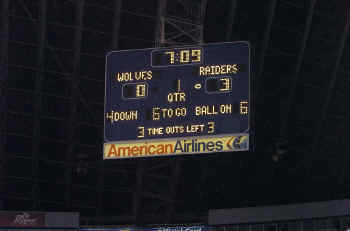 7:09
WOLVES RAIDERS
0 1 3
QTR
4 DOWN 6 TO GO BALL ON 6
3 TIME OUTS LEFT 3
AmericanAirlines